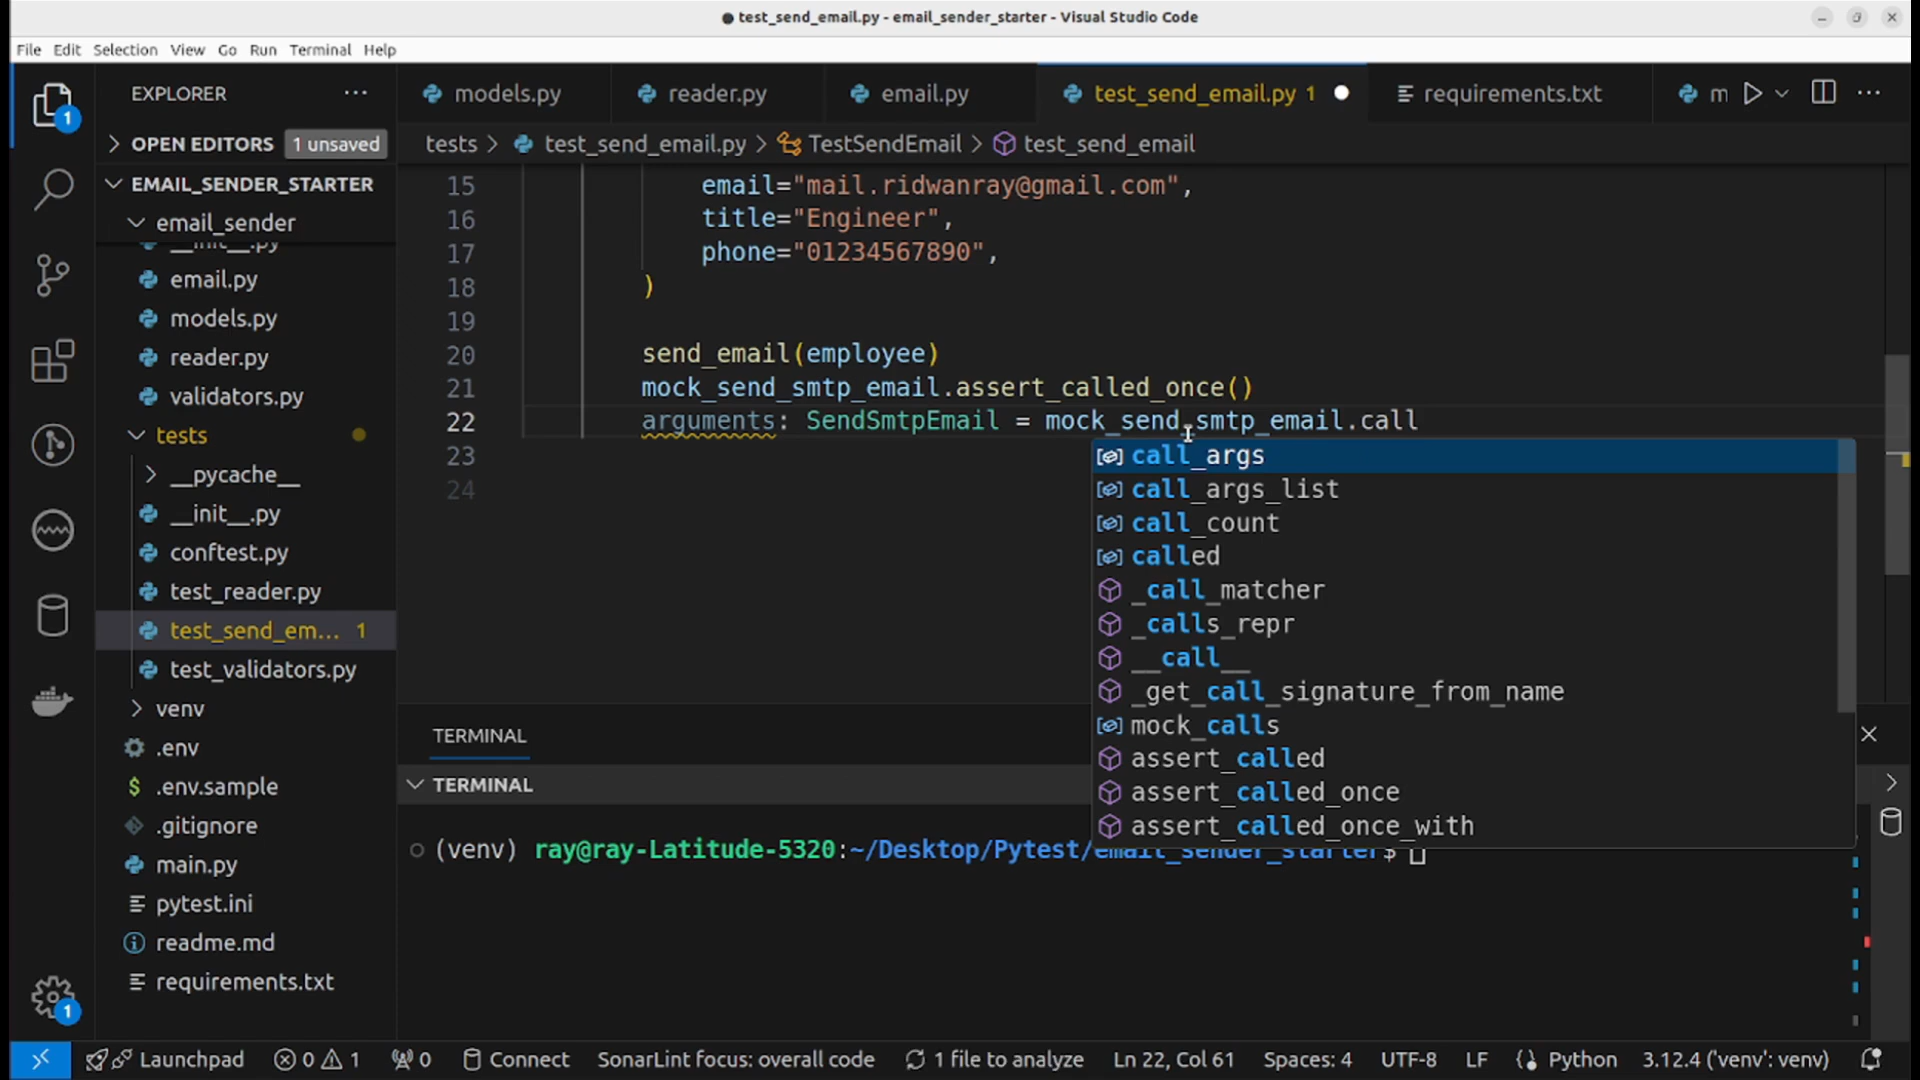 test_send_email.py - email_sender_starter - Visual Studio Code
File Edit Selection View Go Run Terminal Help
EXPLORER
models.py
reader.py
email.py
test_send_email.py 1
requirements.txt
m
1
OPEN EDITORS 1 unsaved
tests > test_send_email.py > TestSendEmail > test_send_email
EMAIL_SENDER_STARTER
email_sender
__init__.py
email.py
models.py
reader.py
validators.py
tests
__pycache__
__init__.py
conftest.py
test_reader.py
test_send_em... 1
test_validators.py
venv
.env
$ .env.sample
.gitignore
main.py
pytest.ini
readme.md
requirements.txt
1
15 email="mail.ridwanray@gmail.com",
16 title="Engineer",
17 phone="01234567890",
18 )
19
20 send_email(employee)
21 mock_send_smtp_email.assert_called_once()
22 arguments: SendSmtpEmail = mock_send_smtp_email.call
23
24
call_args
call_args_list
call_count
called
_call_matcher
_calls_repr
__call__
_get_call_signature_from_name
mock_calls
assert_called
assert_called_once
assert_called_once_with
TERMINAL
TERMINAL
(venv) ray@ray-Latitude-5320:~/Desktop/Pytest/email_sender_starter$
Launchpad 0 1 0 Connect SonarLint focus: overall code 1 file to analyze Ln 22, Col 61 Spaces: 4 UTF-8 LF Python 3.12.4 ('venv': venv)